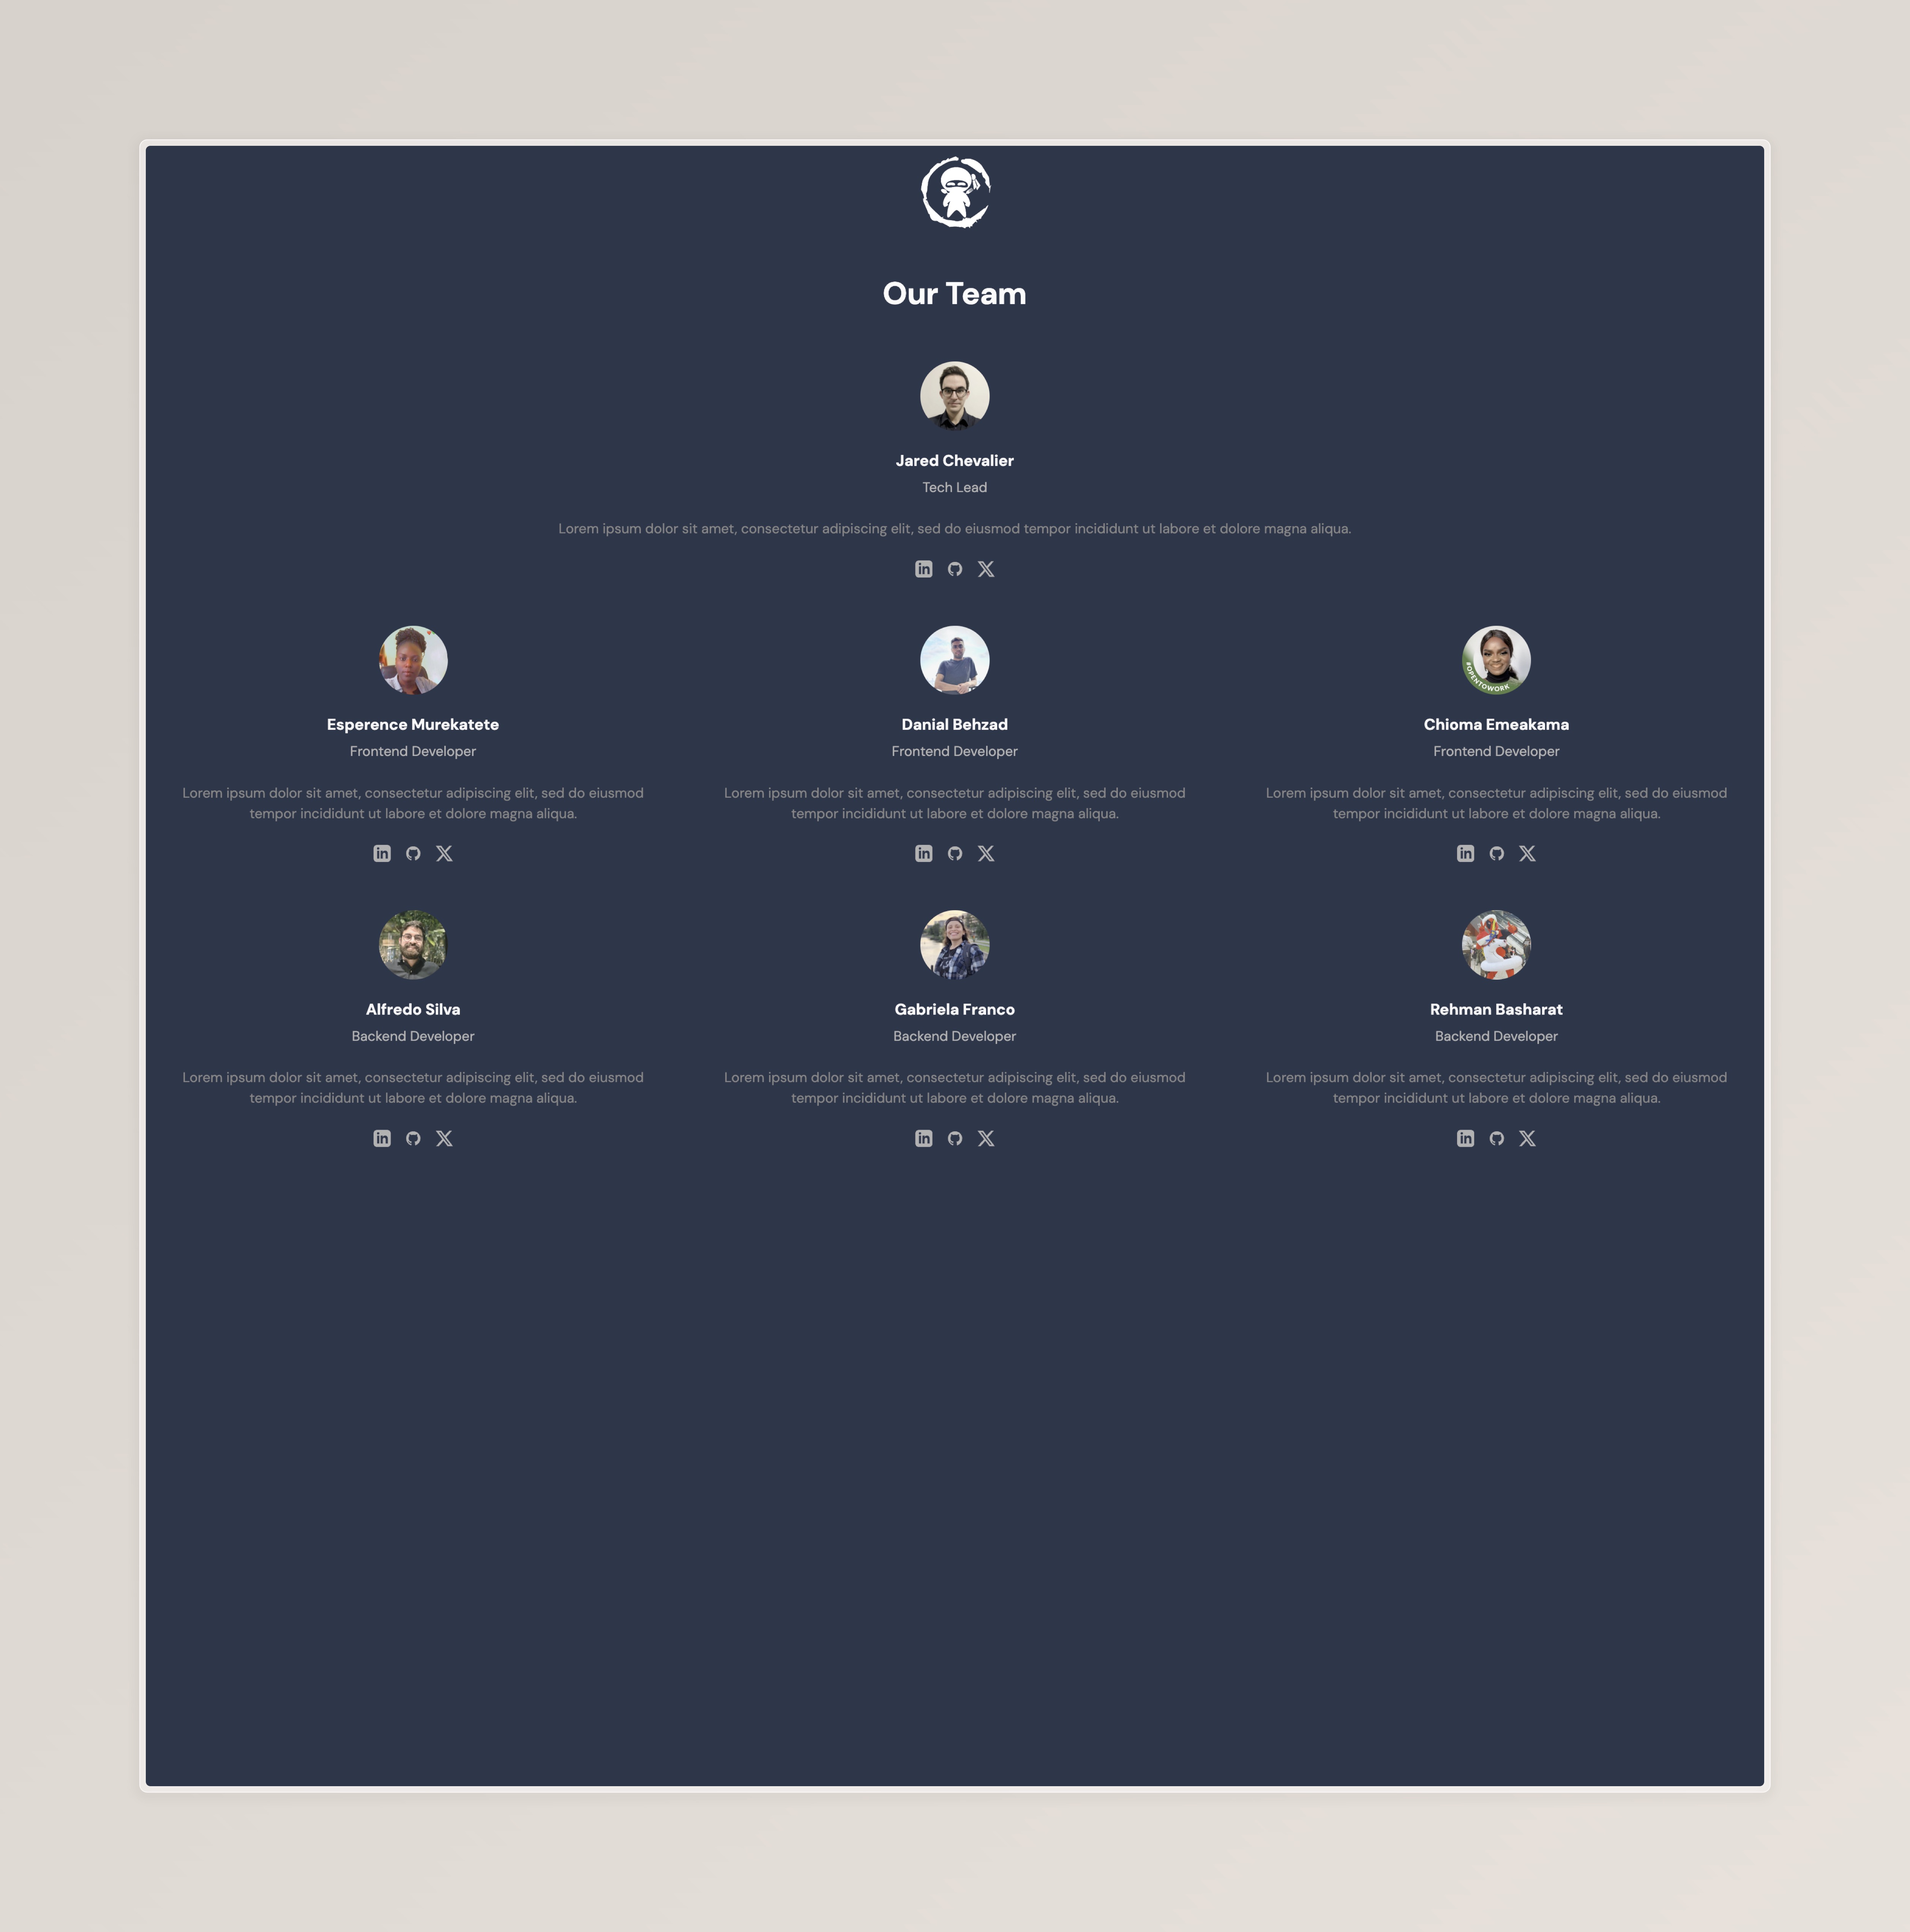 Our Team
Jared Chevalier
Tech Lead
Lorem ipsum dolor sit amet, consectetur adipiscing elit, sed do eiusmod tempor incididunt ut labore et dolore magna aliqua.
in
#OPENTOWORK
Esperence Murekatete
Frontend Developer
Lorem ipsum dolor sit amet, consectetur adipiscing elit, sed do eiusmod
tempor incididunt ut labore et dolore magna aliqua.
in
Danial Behzad
Frontend Developer
Lorem ipsum dolor sit amet, consectetur adipiscing elit, sed do eiusmod
tempor incididunt ut labore et dolore magna aliqua.
in
Chioma Emeakama
Frontend Developer
Lorem ipsum dolor sit amet, consectetur adipiscing elit, sed do eiusmod
tempor incididunt ut labore et dolore magna aliqua.
in
Alfredo Silva
Backend Developer
Lorem ipsum dolor sit amet, consectetur adipiscing elit, sed do eiusmod
tempor incididunt ut labore et dolore magna aliqua.
in
Gabriela Franco
Backend Developer
Lorem ipsum dolor sit amet, consectetur adipiscing elit, sed do eiusmod
tempor incididunt ut labore et dolore magna aliqua.
in
Rehman Basharat
Backend Developer
Lorem ipsum dolor sit amet, consectetur adipiscing elit, sed do eiusmod
tempor incididunt ut labore et dolore magna aliqua.
in